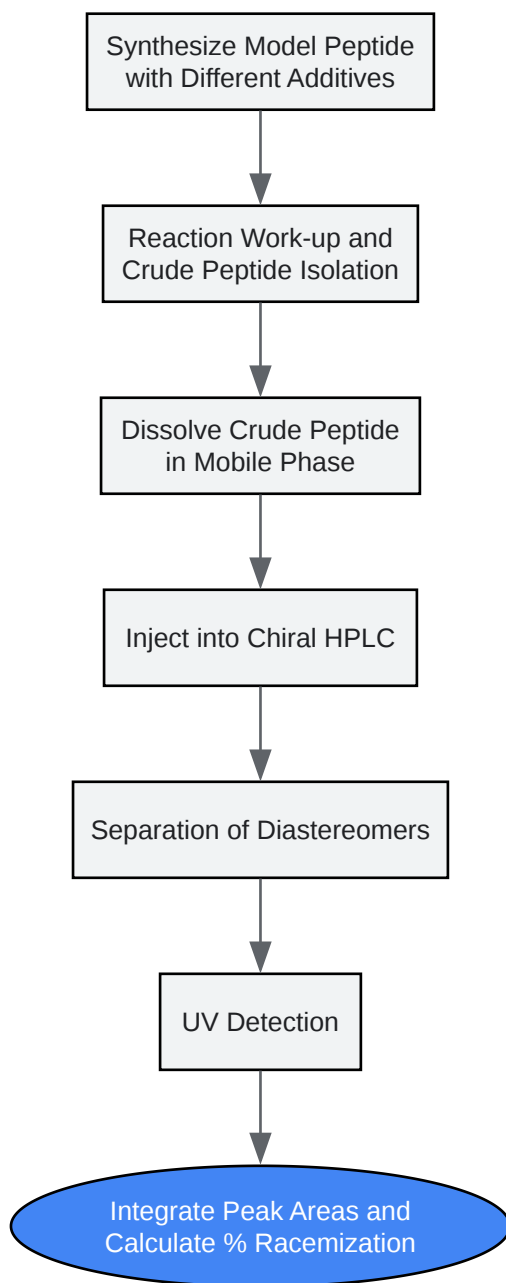 Synthesize Model Peptide
with Different Additives
Reaction Work-up and
Crude Peptide Isolation
Dissolve Crude Peptide
in Mobile Phase
Inject into Chiral HPLC
Separation of Diastereomers
UV Detection
Integrate Peak Areas and
Calculate % Racemization